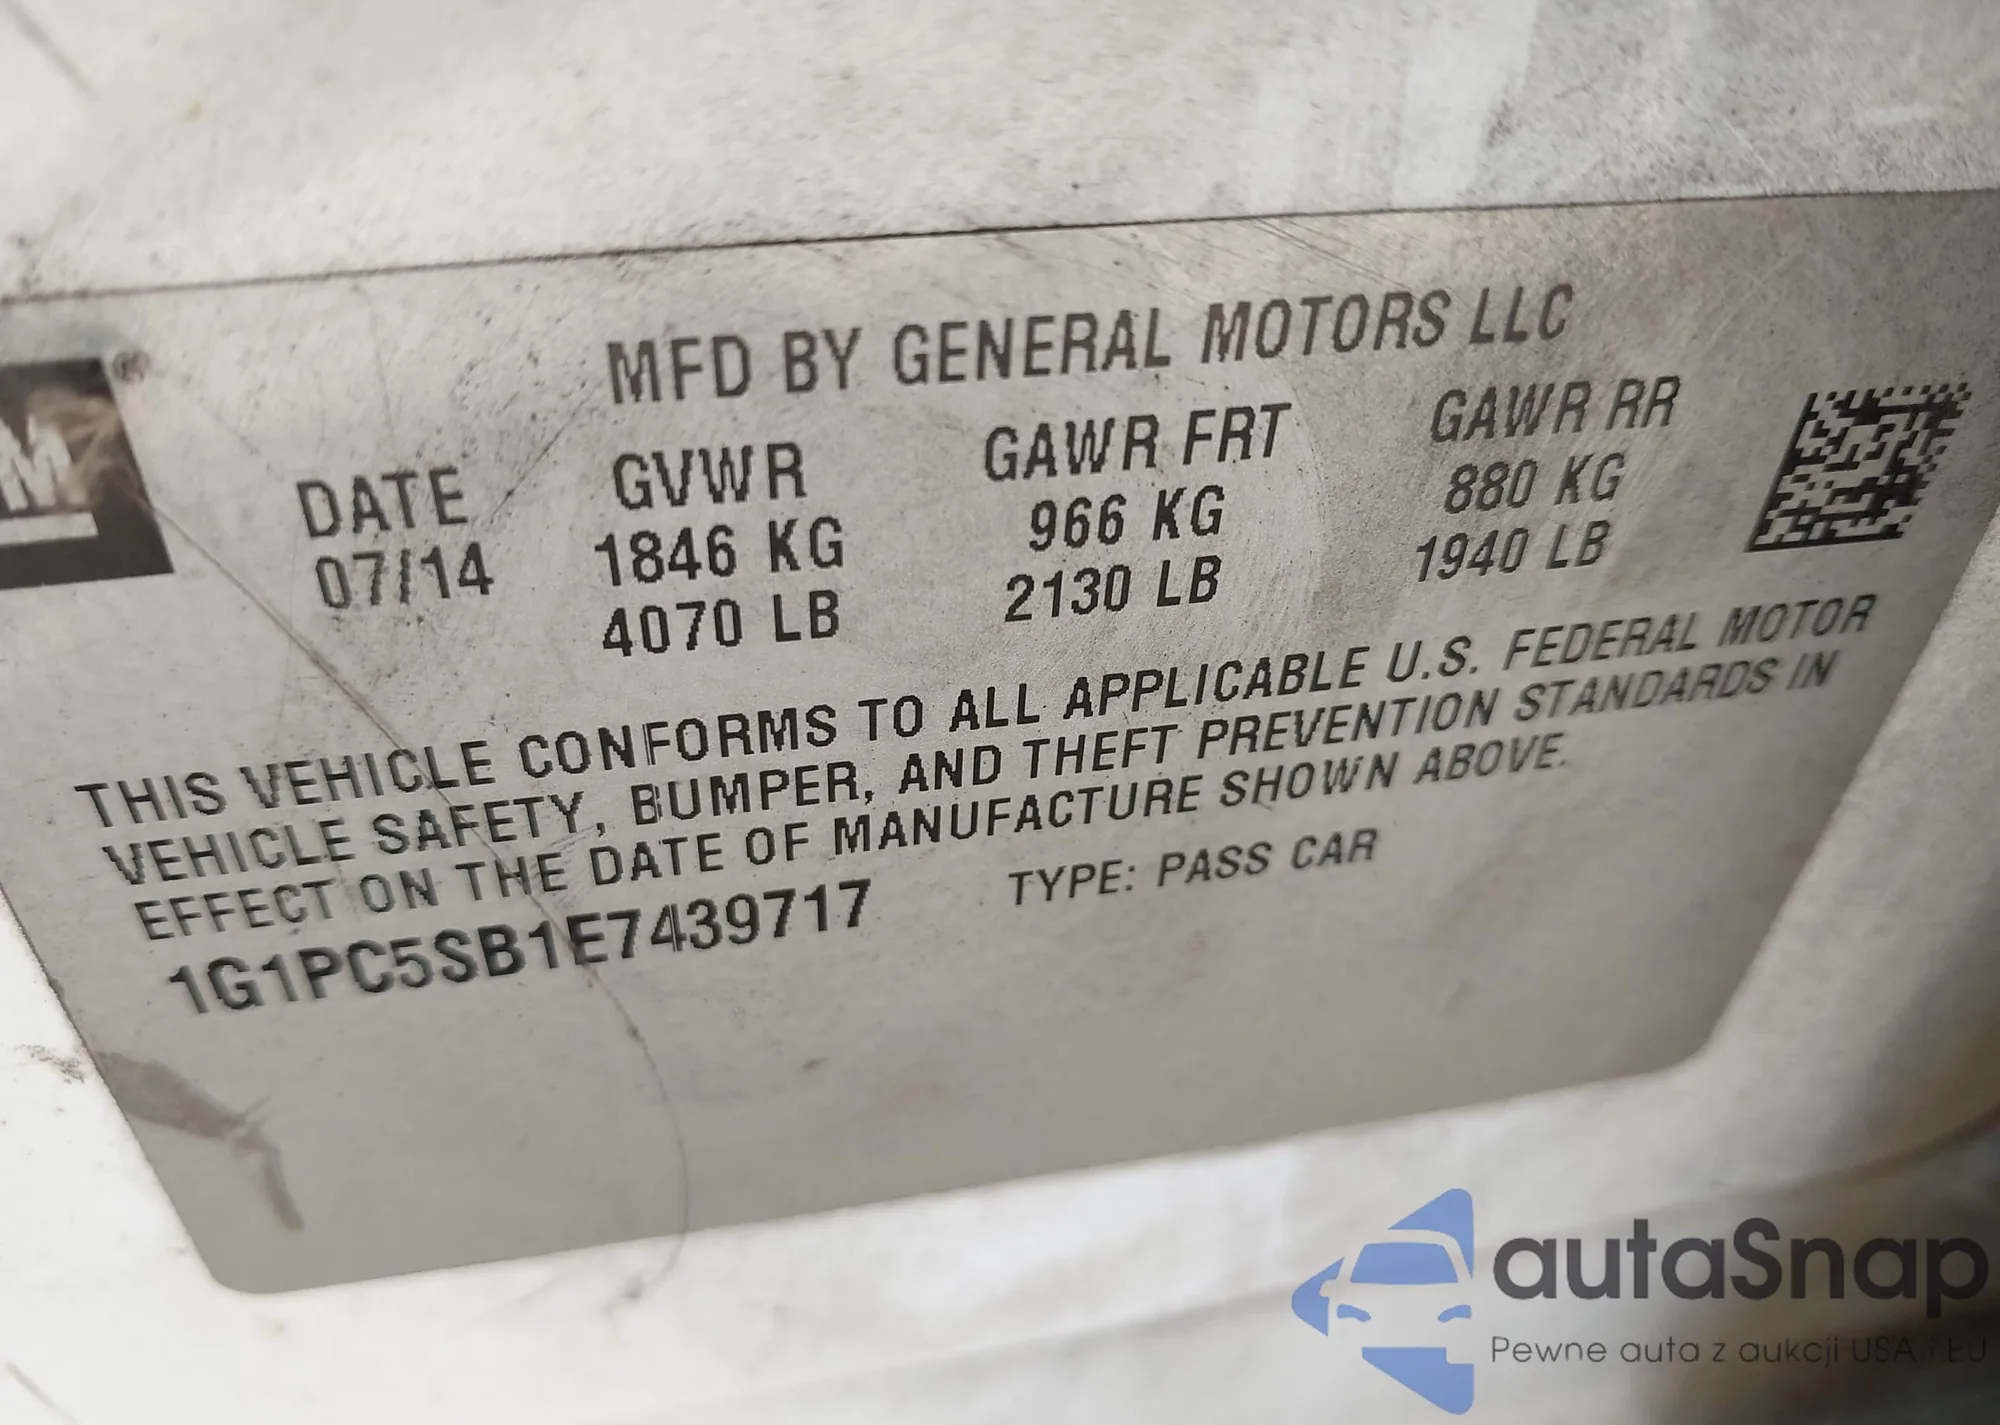 MFD BY GENERAL MOTORS LLC
DATE GVWR GAWR FRT GAWR RR
07/14 1846 KG 966 KG 880 KG
4070 LB 2130 LB 1940 LB
THIS VEHICLE CONFORMS TO ALL APPLICABLE U.S. FEDERAL MOTOR
VEHICLE SAFETY, BUMPER, AND THEFT PREVENTION STANDARDS IN
EFFECT ON THE DATE OF MANUFACTURE SHOWN ABOVE.
1G1PC5SB1E7439717 TYPE: PASS CAR
autaSnap
Pewne auta z aukcji USA i EU